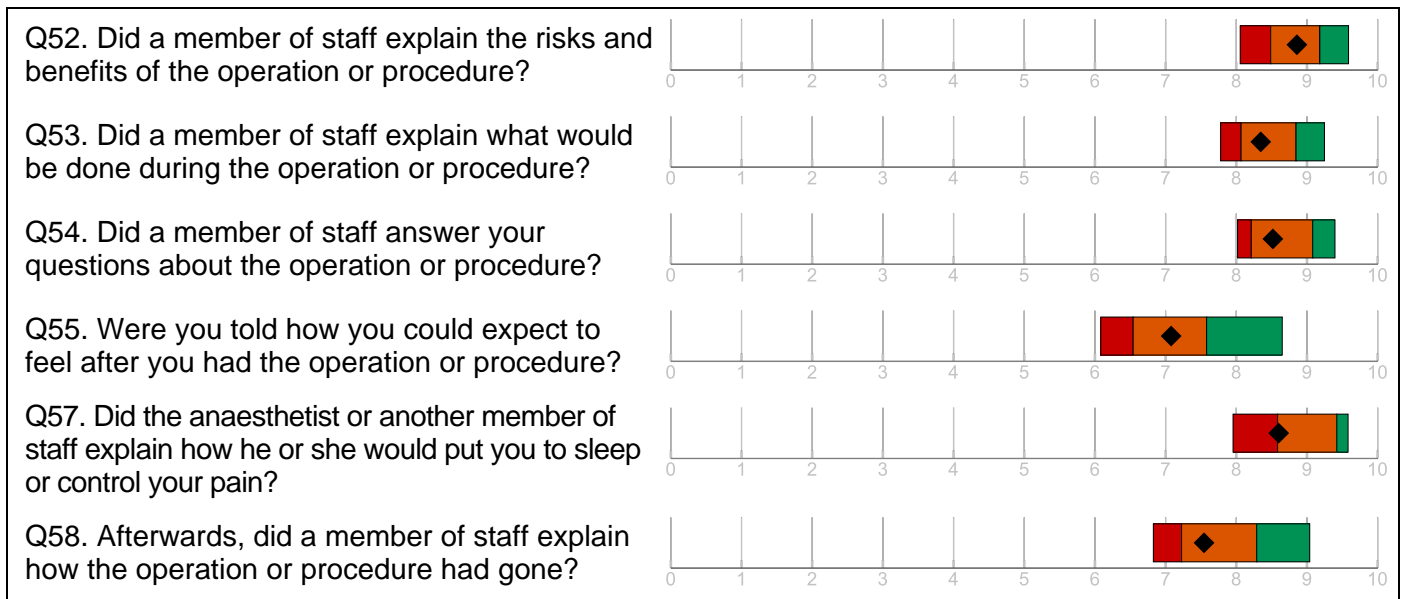 Q52. Did a member of staff explain the risks and
benefits of the operation or procedure?
0 1 2 3 4 5 6 7 8 9 10
Q53. Did a member of staff explain what would
be done during the operation or procedure?
0 1 2 3 4 5 6 7 8 9 10
Q54. Did a member of staff answer your
questions about the operation or procedure?
0 1 2 3 4 5 6 7 8 9 10
Q55. Were you told how you could expect to
feel after you had the operation or procedure?
0 1 2 3 4 5 6 7 8 9 10
Q57. Did the anaesthetist or another member of
staff explain how he or she would put you to sleep
or control your pain?
0 1 2 3 4 5 6 7 8 9 10
Q58. Afterwards, did a member of staff explain
how the operation or procedure had gone?
0 1 2 3 4 5 6 7 8 9 10